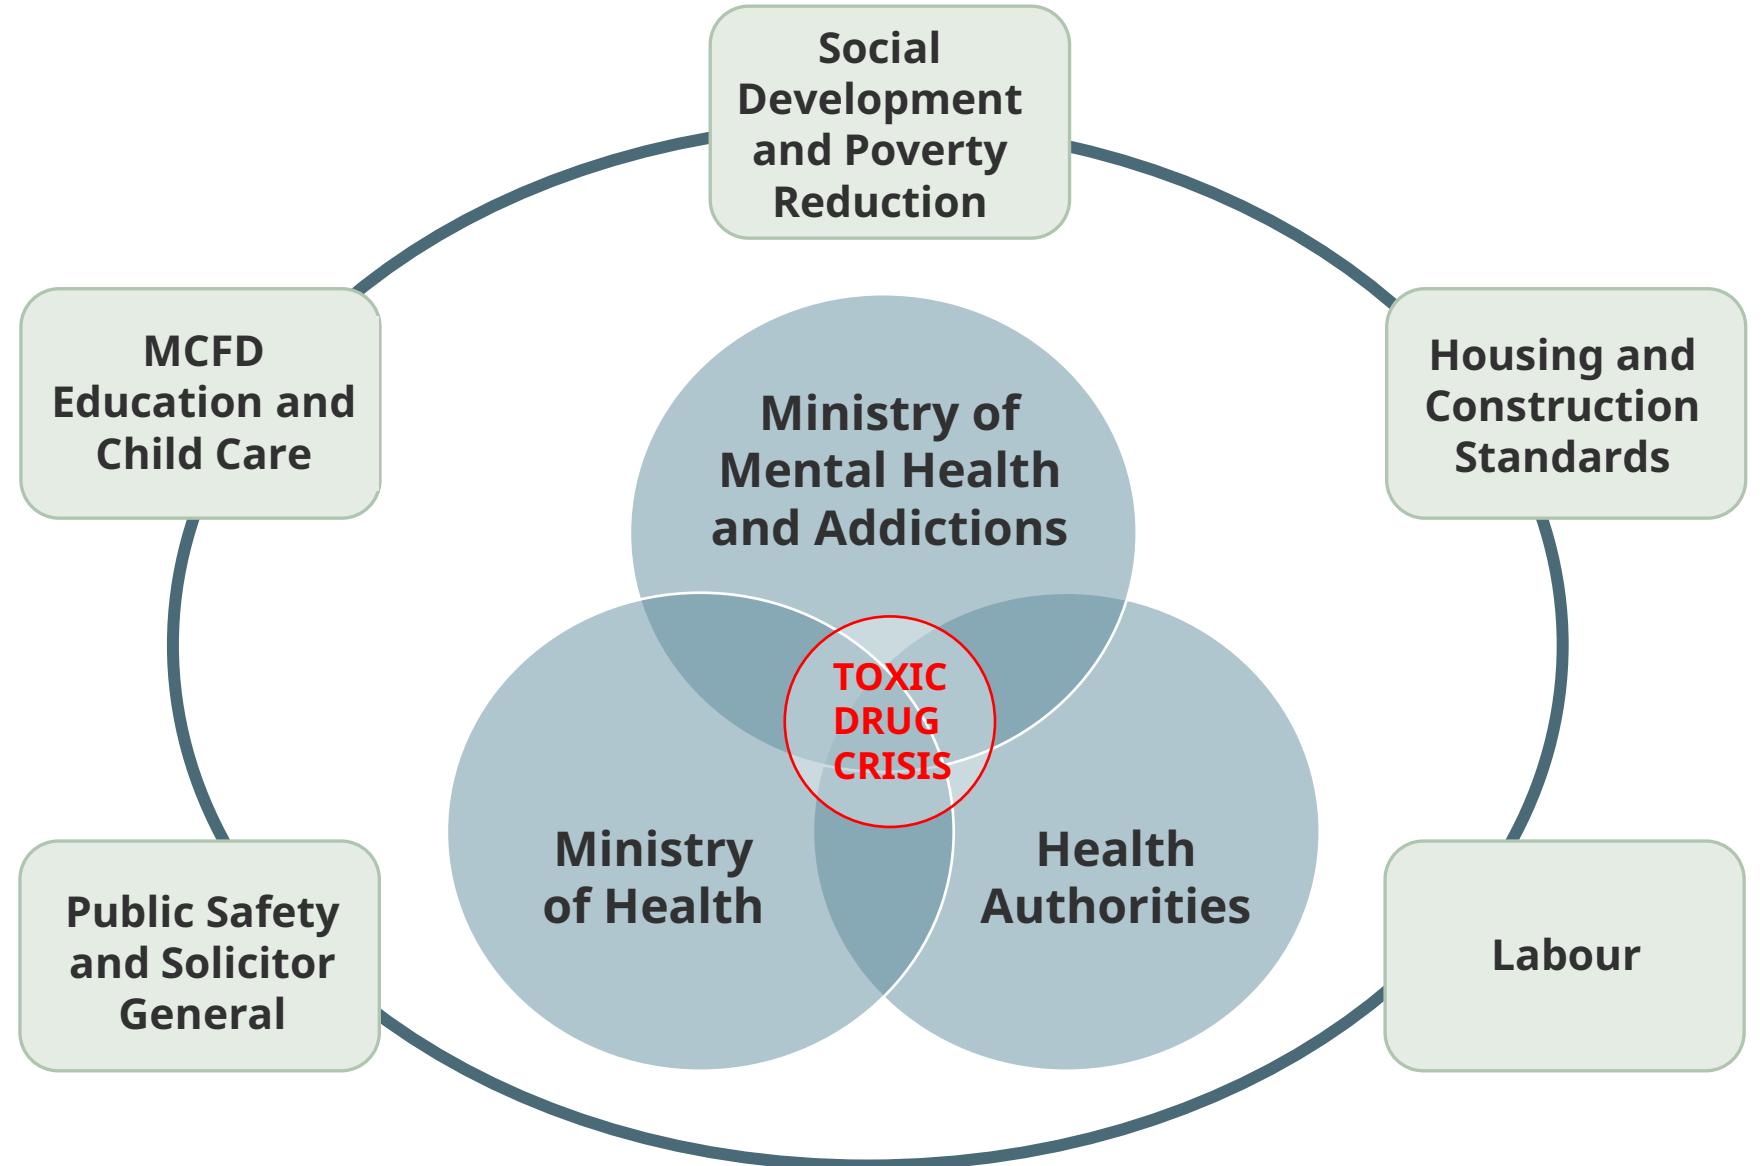 Social
Development
and Poverty
Reduction
MCFD
Education and
Child Care
Housing and
Construction
Standards
Ministry of
Mental Health
and Addictions
TOXIC
DRUG
CRISIS
Ministry
of Health
Health
Authorities
Public Safety
and Solicitor
General
Labour